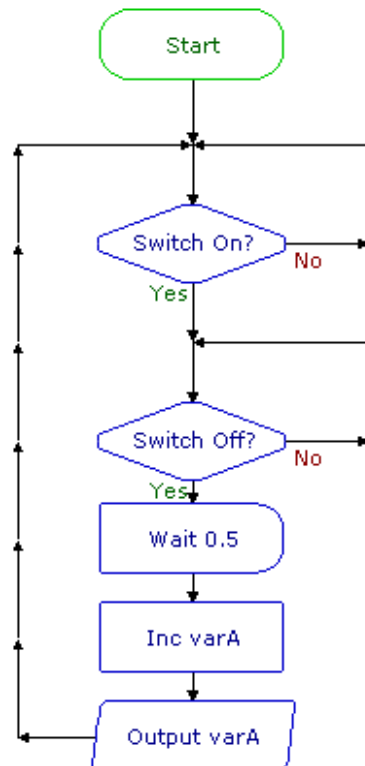 Start
Switch On?
No
Yes
Switch Off?
No
Yes
Wait 0.5
Inc varA
Output varA